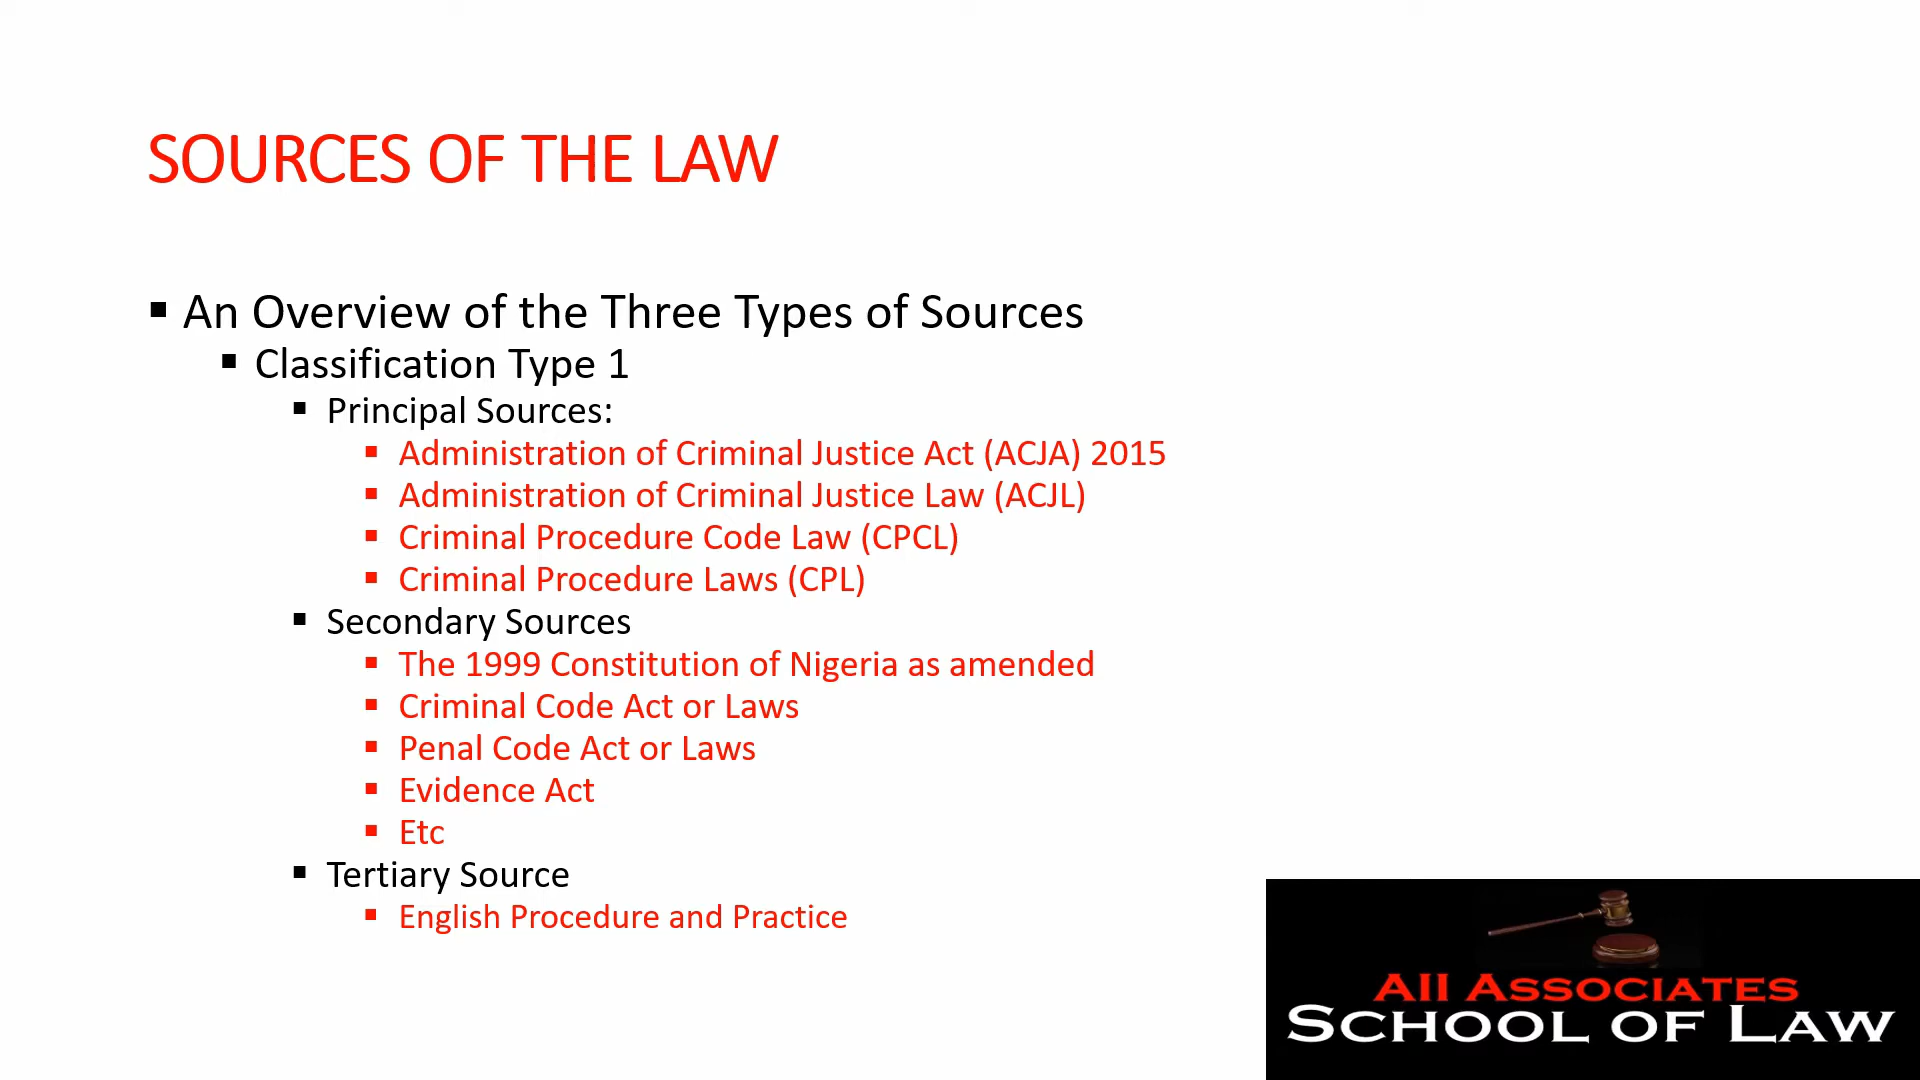 SOURCES OF THE LAW
▪ An Overview of the Three Types of Sources
▪ Classification Type 1
▪ Principal Sources:
▪ Administration of Criminal Justice Act (ACJA) 2015
▪ Administration of Criminal Justice Law (ACJL)
▪ Criminal Procedure Code Law (CPCL)
▪ Criminal Procedure Laws (CPL)
▪ Secondary Sources
▪ The 1999 Constitution of Nigeria as amended
▪ Criminal Code Act or Laws
▪ Penal Code Act or Laws
▪ Evidence Act
▪ Etc
▪ Tertiary Source
▪ English Procedure and Practice
All Associates
School of Law